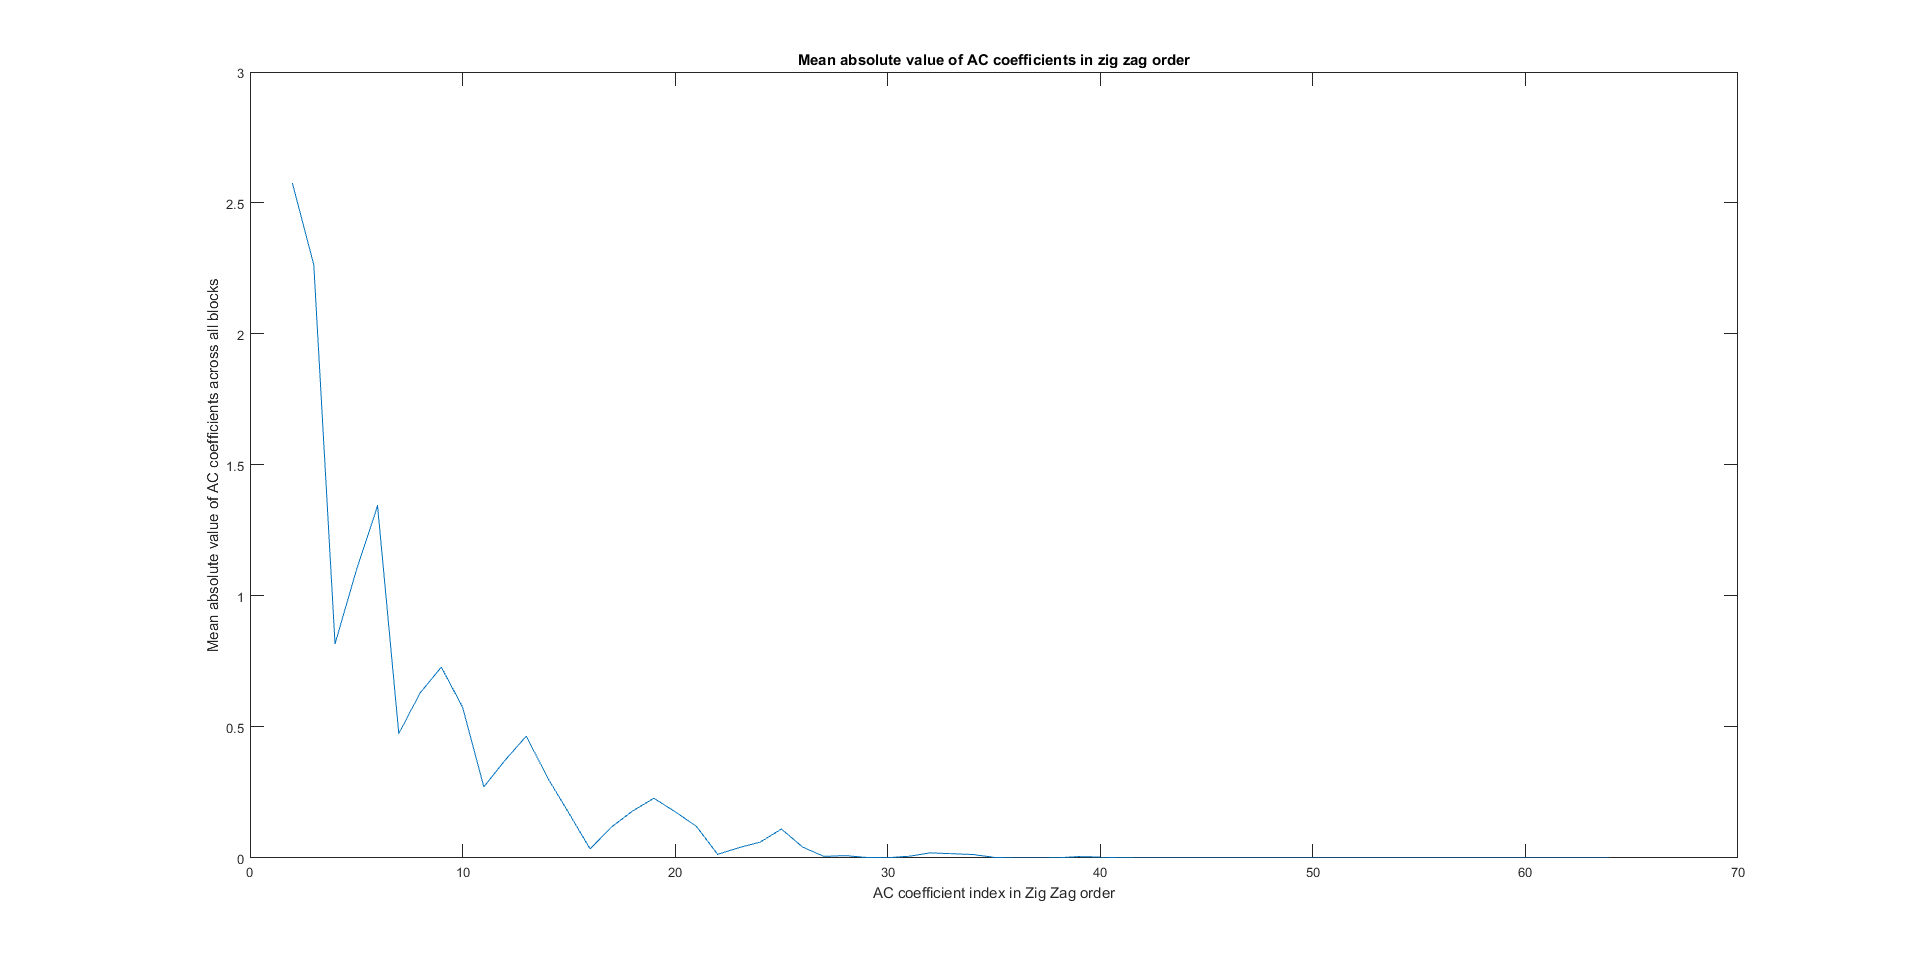 Mean absolute value of AC coefficients in zig zag order
3
2.5
2
1.5
1
0.5
0
Mean absolute value of AC coefficients across all blocks
0 10 20 30 40 50 60 70
AC coefficient index in Zig Zag order